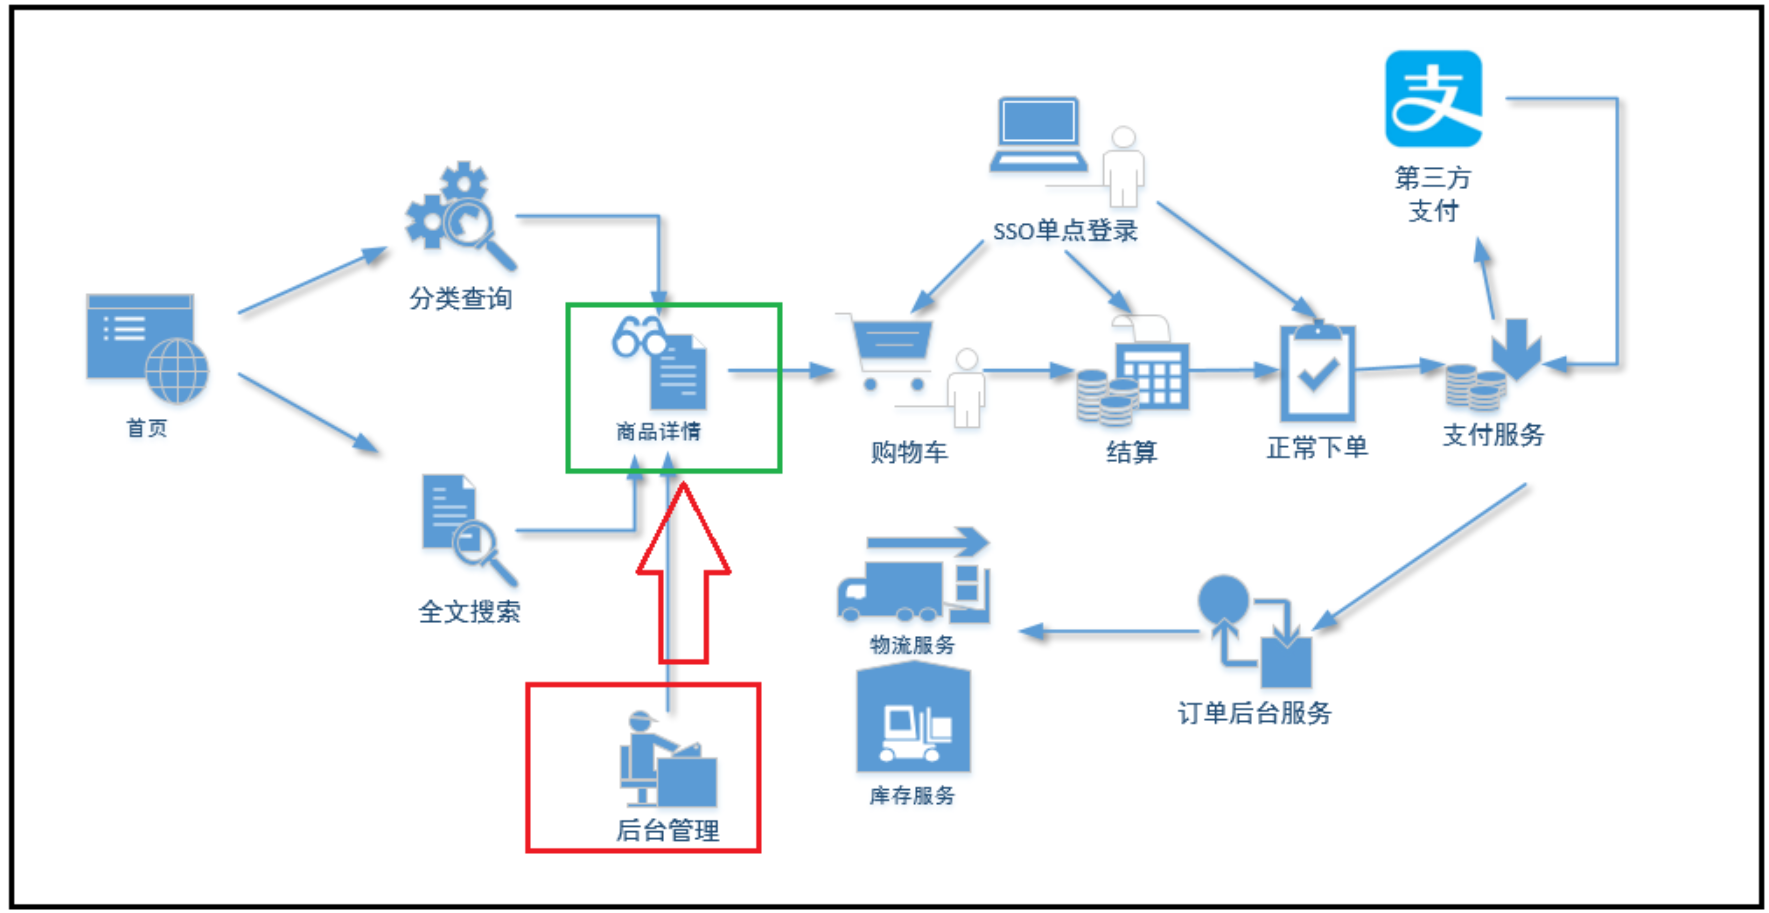 支
第三方
支付
SSO单点登录
分类查询
首页
商品详情
购物车
结算
正常下单
支付服务
全文搜索
物流服务
订单后台服务
库存服务
后台管理